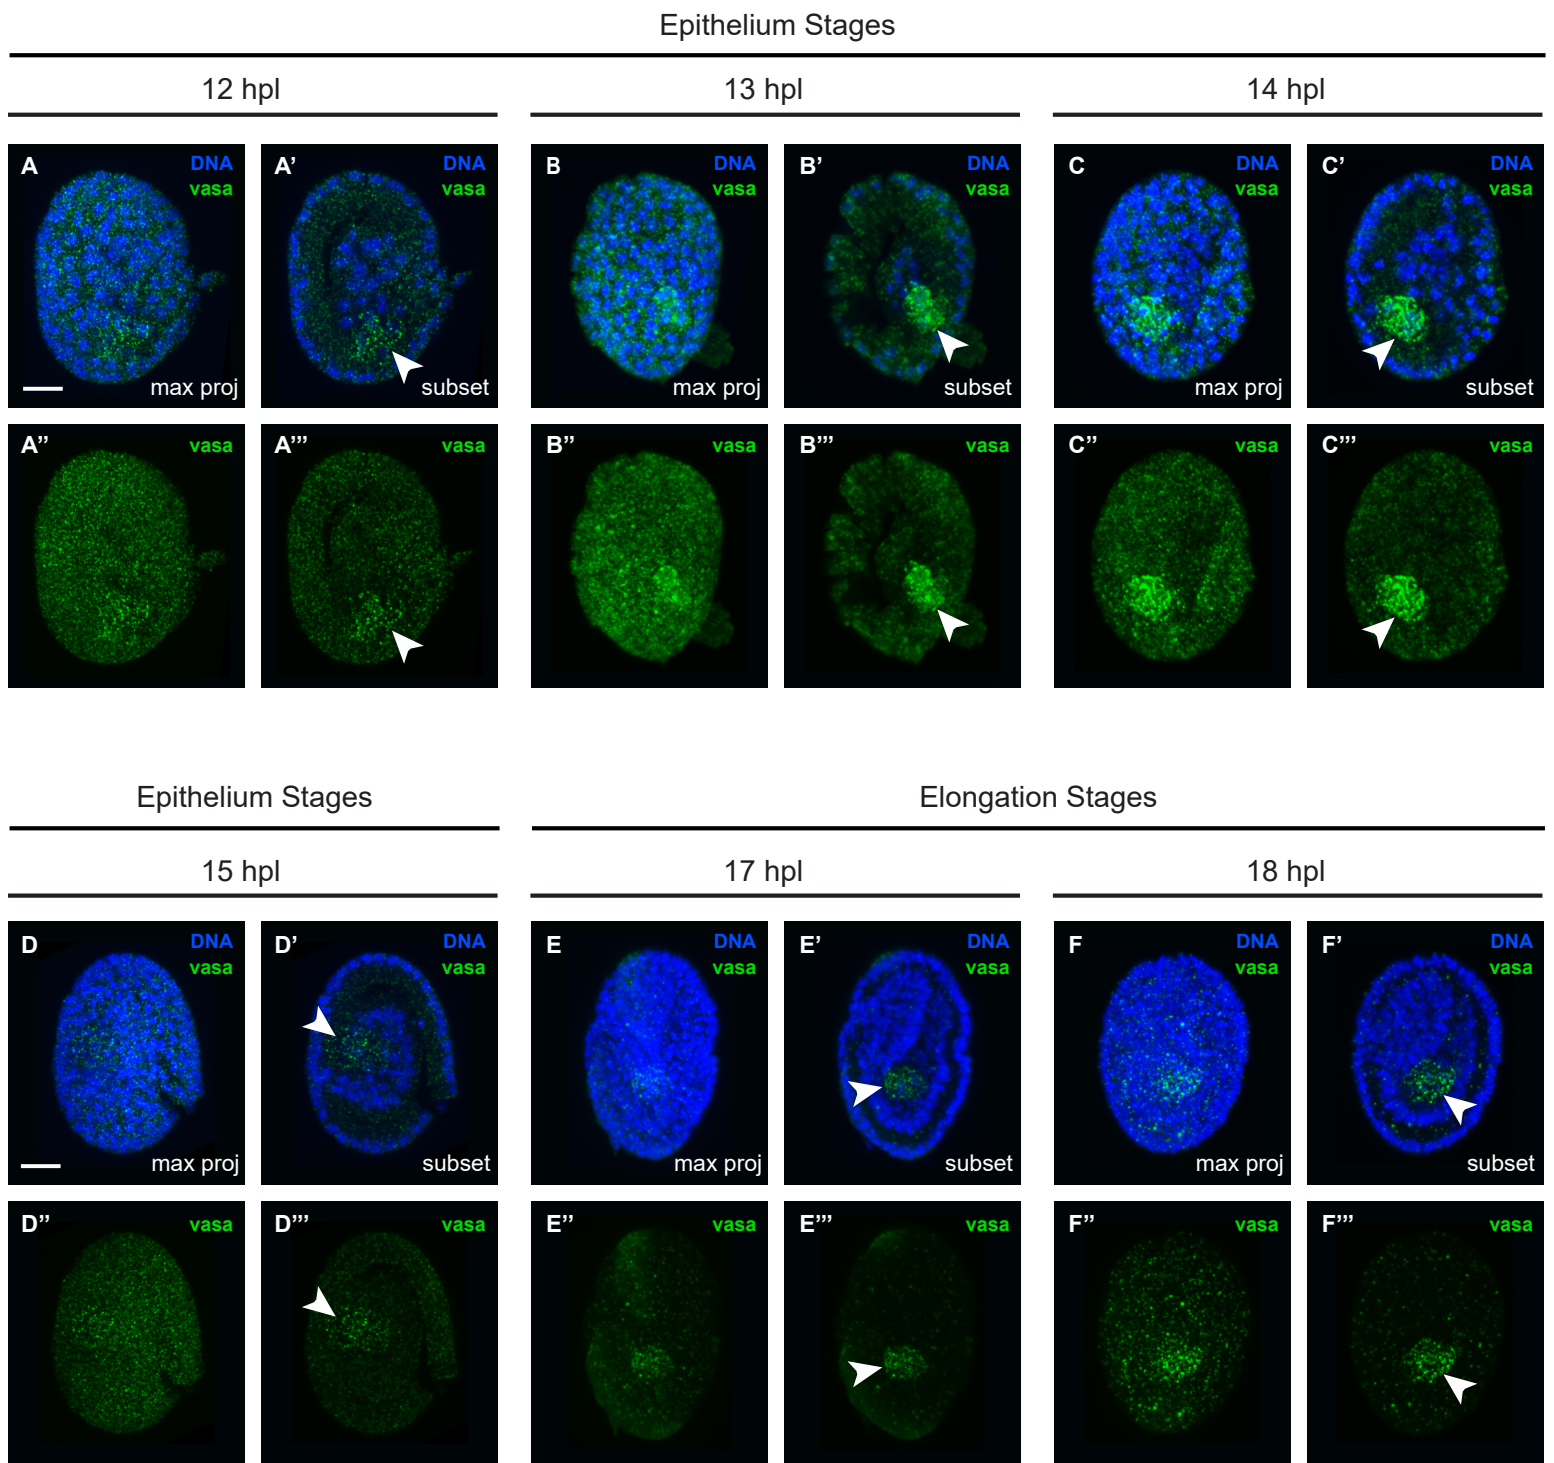 Epithelium Stages
12 hpl
13 hpl
14 hpl
A
DNA
vasa
max proj
A’
DNA
vasa
subset
B
DNA
vasa
max proj
B’
DNA
vasa
subset
C
DNA
vasa
max proj
C’
DNA
vasa
subset
A’’
vasa
A’’’
vasa
B’’
vasa
B’’’
vasa
C’’
vasa
C’’’
vasa
Epithelium Stages
Elongation Stages
15 hpl
17 hpl
18 hpl
D
DNA
vasa
max proj
D’
DNA
vasa
subset
E
DNA
vasa
max proj
E’
DNA
vasa
subset
F
DNA
vasa
max proj
F’
DNA
vasa
subset
D’’
vasa
D’’’
vasa
E’’
vasa
E’’’
vasa
F’’
vasa
F’’’
vasa